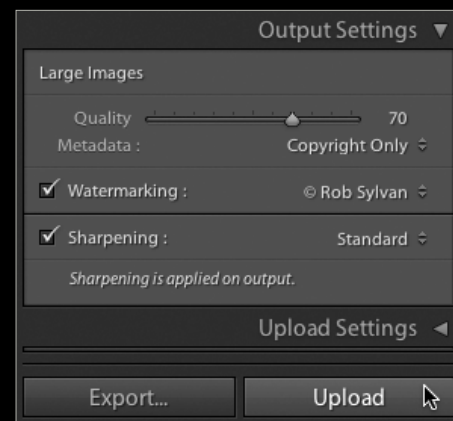 Output Settings
Large Images
Quality 70
Metadata : Copyright Only
Watermarking : © Rob Sylvan
Sharpening : Standard
Sharpening is applied on output.
Upload Settings
Export... Upload